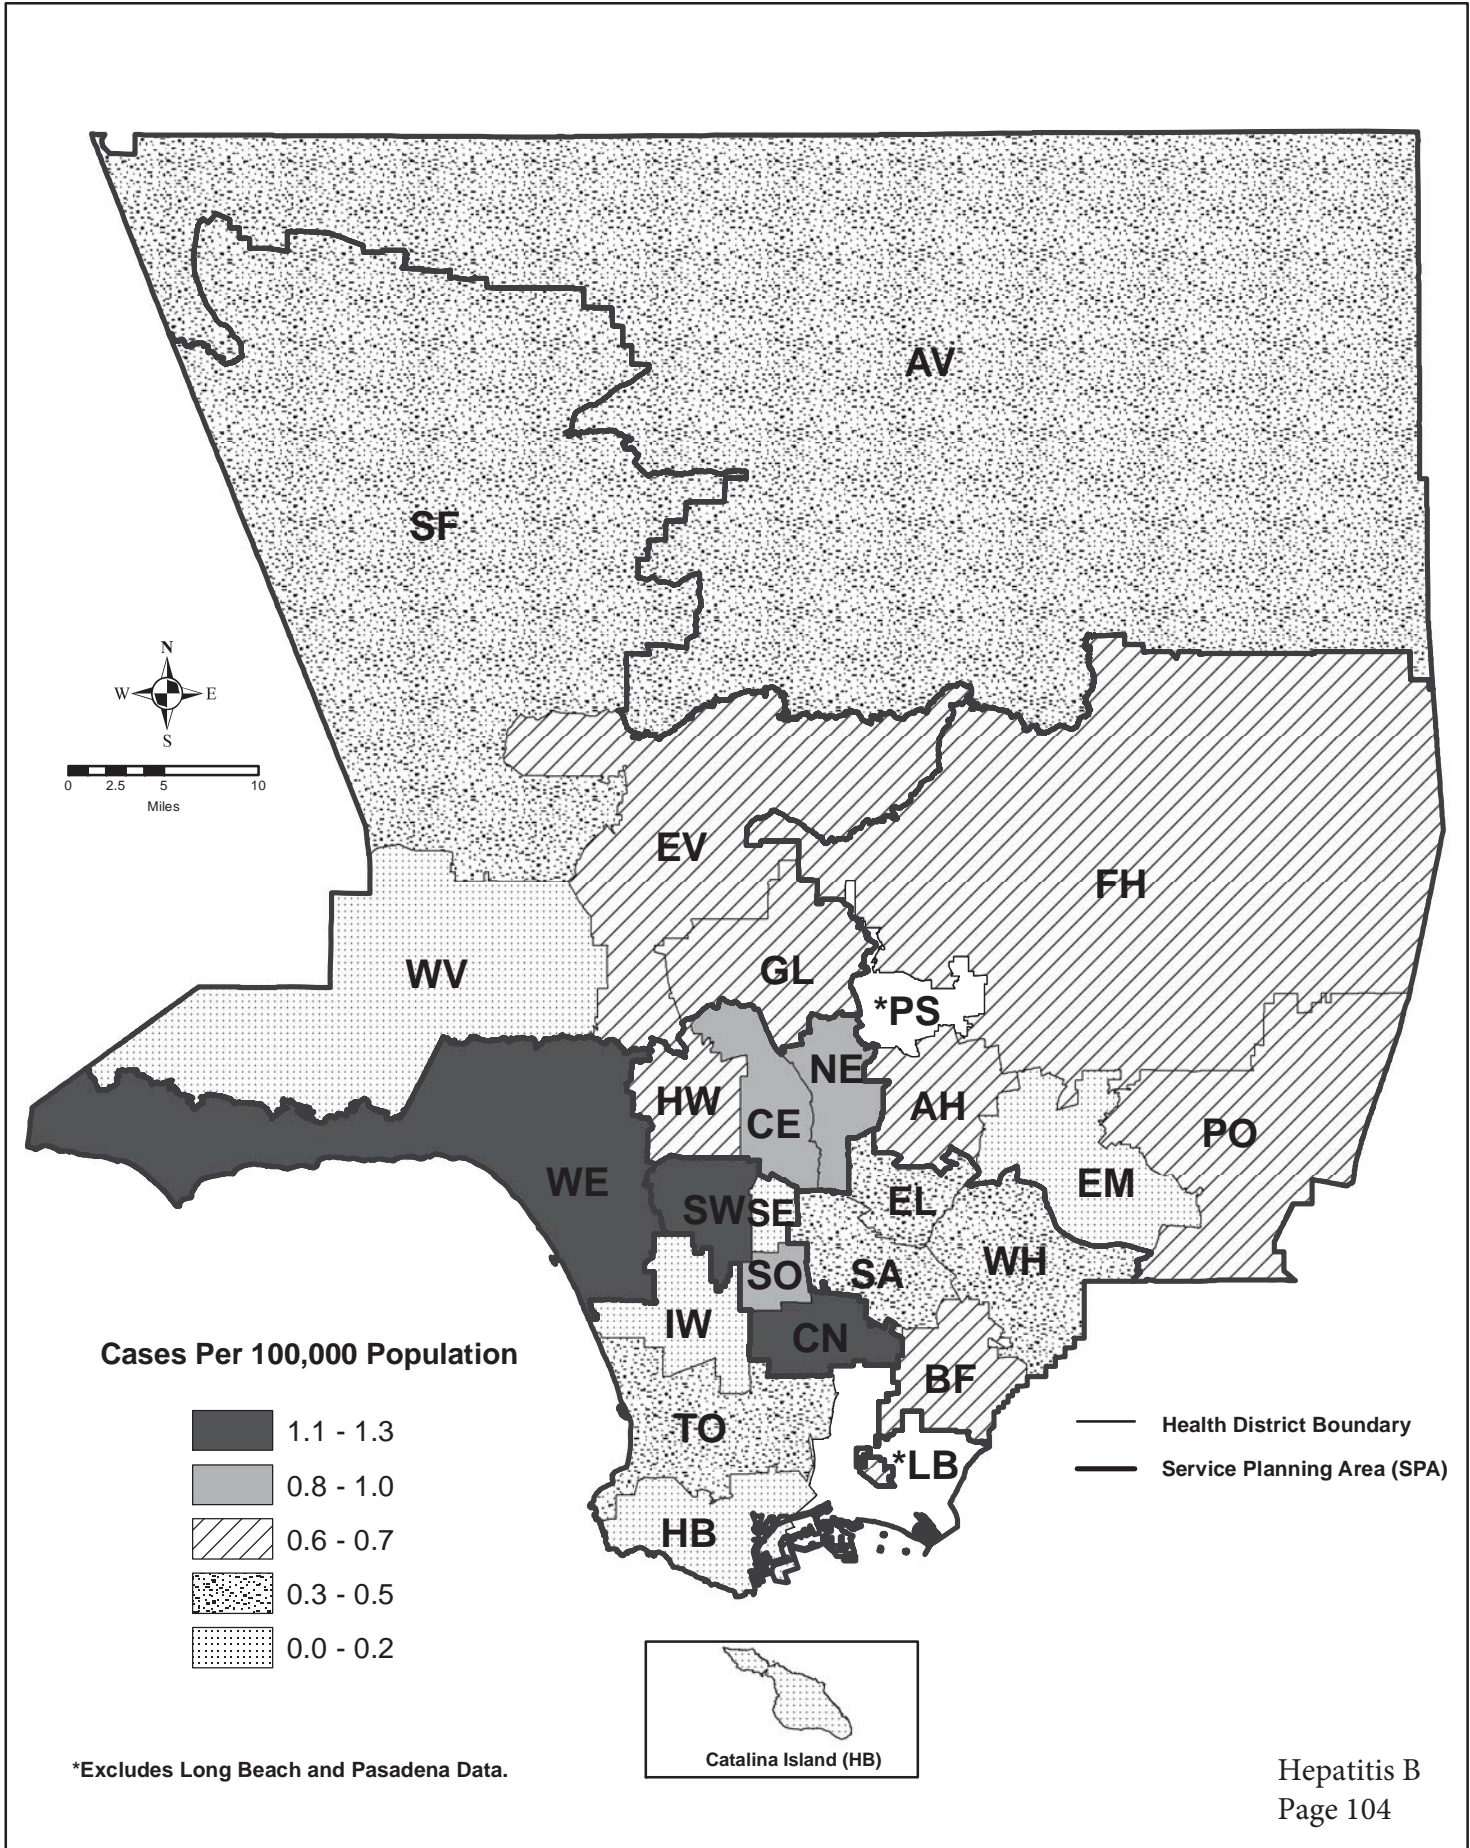 AV
SF
N
W E
S
0 2.5 5 10
Miles
EV
FH
WV
GL
*PS
NE
HW
AH
CE
PO
WE
EM
SW
SE
EL
WH
SO
SA
IW
CN
Cases Per 100,000 Population
BF
1.1 - 1.3
TO
Health District Boundary
*LB
Service Planning Area (SPA)
0.8 - 1.0
HB
0.6 - 0.7
0.3 - 0.5
0.0 - 0.2
Catalina Island (HB)
*Excludes Long Beach and Pasadena Data.
Hepatitis B
Page 104